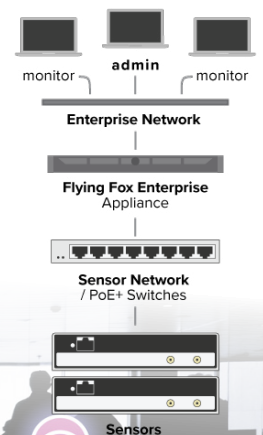 admin
monitor monitor
Enterprise Network
Flying Fox Enterprise
Appliance
Sensor Network
/ PoE+ Switches
Sensors